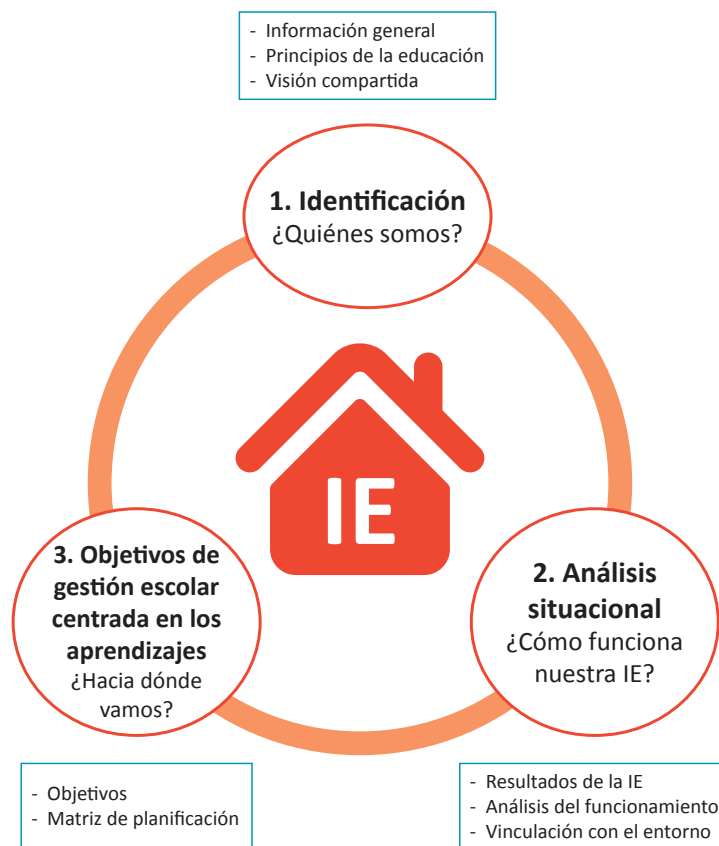 - Información general
- Principios de la educación
- Visión compartida
1. Identificación
¿Quiénes somos?
IE
3. Objetivos de
gestión escolar
centrada en los
aprendizajes
¿Hacia dónde
vamos?
2. Análisis
situacional
¿Cómo funciona
nuestra IE?
- Objetivos
- Matriz de planificación
- Resultados de la IE
- Análisis del funcionamiento
- Vinculación con el entorno